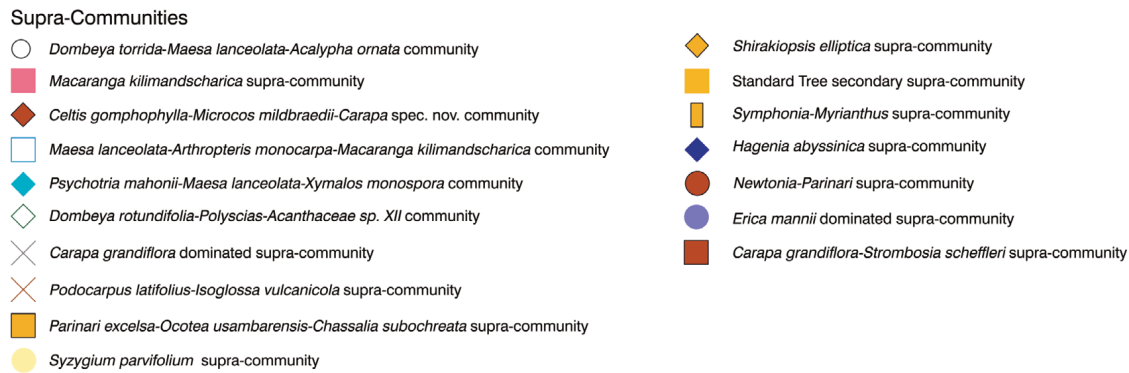 Supra-Communities
Dombeya torrida-Maesa lanceolata-Acalypha ornata community
Macaranga kilimandscharica supra-community
Celtis gomphophylla-Microcos mildbraedii-Carapa spec. nov. community
Maesa lanceolata-Arthropteris monocarpa-Macaranga kilimandscharica community
Psychotria mahonii-Maesa lanceolata-Xymalos monospora community
Dombeya rotundifolia-Polyscias-Acanthaceae sp. XII community
Carapa grandiflora dominated supra-community
Podocarpus latifolius-Isoglossa vulcanicola supra-community
Parinari excelsa-Ocotea usambarensis-Chassalia subochreata supra-community
Syzygium parvifolium supra-community
Shirakiopsis elliptica supra-community
Standard Tree secondary supra-community
Symphonia-Myrianthus supra-community
Hagenia abyssinica supra-community
Newtonia-Parinari supra-community
Erica mannii dominated supra-community
Carapa grandiflora-Strombosia scheffleri supra-community